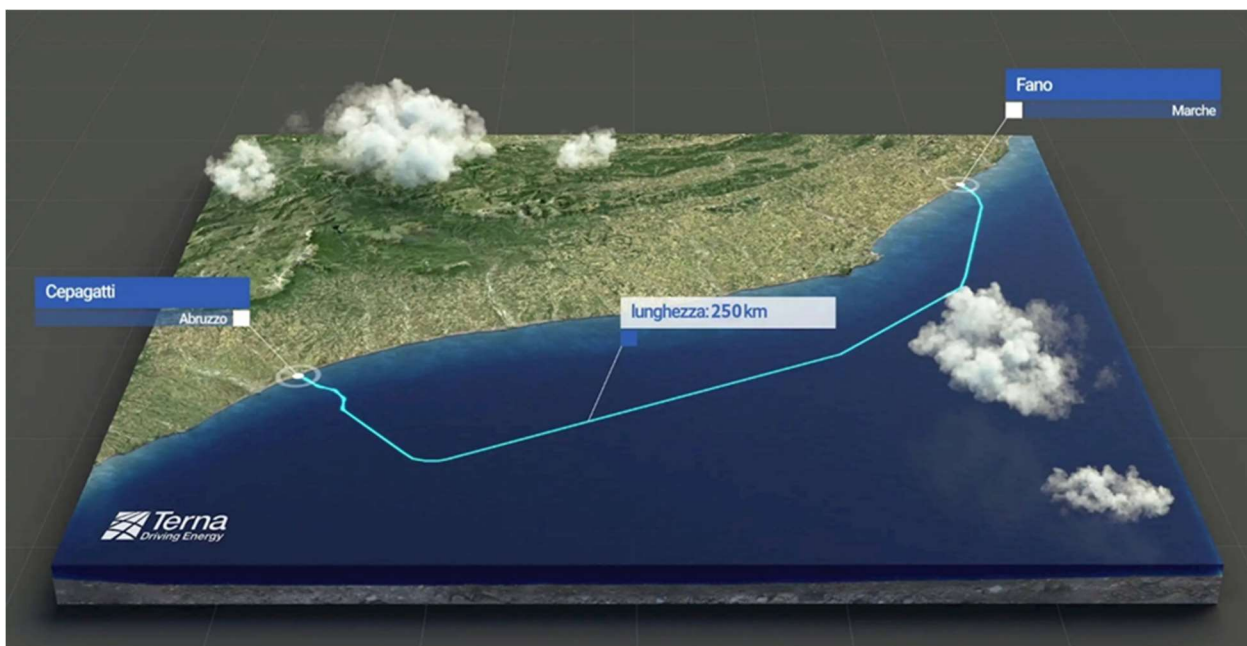 Fano
Marche
Cepagatti
Abruzzo
lunghezza: 250 km
Terna
Driving Energy